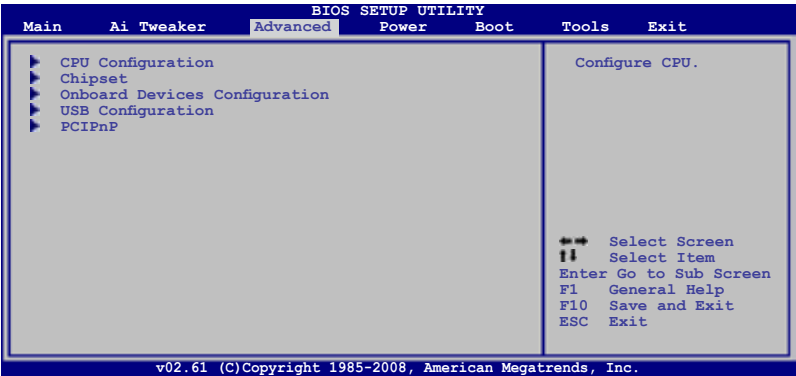 BIOS SETUP UTILITY
Main Ai Tweaker Advanced Power Boot Tools Exit
CPU Configuration
Chipset
Onboard Devices Configuration
USB Configuration
PCIPnP
Configure CPU.
Select Screen
Select Item
Enter Go to Sub Screen
F1 General Help
F10 Save and Exit
ESC Exit
v02.61 (C)Copyright 1985-2008, American Megatrends, Inc.